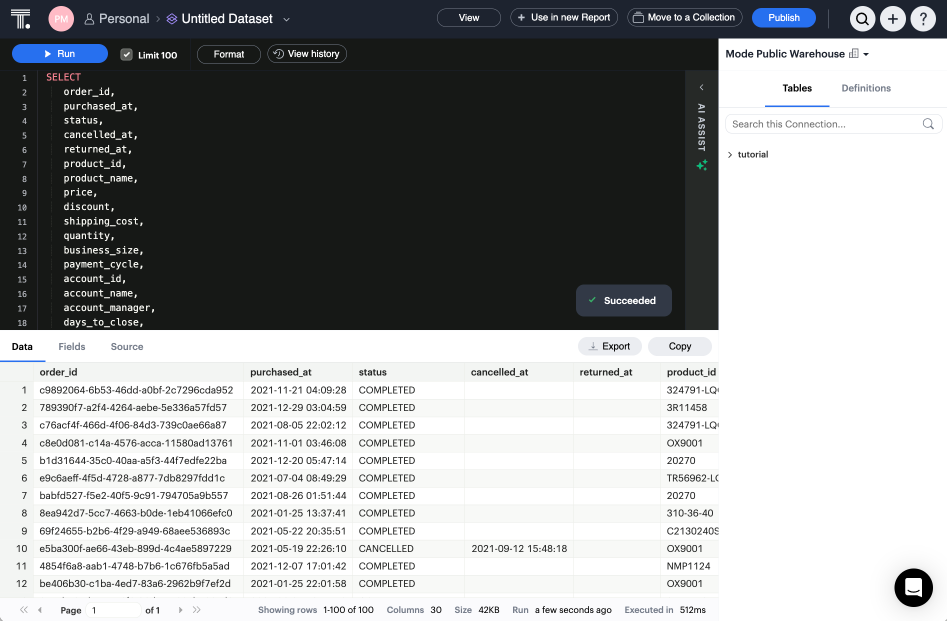 PM Personal Untitled Dataset View + Use in new Report Move to a Collection Publish + ?
Run Limit 100 Format View history
Mode Public Warehouse
Tables Definitions
Search this Connection...
tutorial
AI ASSIST
1 SELECT
2 order_id,
3 purchased_at,
4 status,
5 cancelled_at,
6 returned_at,
7 product_id,
8 product_name,
9 price,
10 discount,
11 shipping_cost,
12 quantity,
13 business_size,
14 payment_cycle,
15 account_id,
16 account_name,
17 account_manager,
18 days_to_close,
Succeeded
Data Fields Source Export Copy
order_id purchased_at status cancelled_at returned_at product_id
1 c9892064-6b53-46dd-a0bf-2c7296cda952 2021-11-21 04:09:28 COMPLETED 324791-LQ
2 789390f7-a2f4-4264-aebe-5e336a57fd57 2021-12-29 03:04:59 COMPLETED 3R11458
3 c76acf4f-466d-4f06-84d3-739c0ae66a87 2021-08-05 22:02:12 COMPLETED 324791-LQ
4 c8e0d081-c14a-4576-acca-11580ad13761 2021-11-01 03:46:08 COMPLETED OX9001
5 b1d31644-35c0-40aa-a5f3-44f7edfe22ba 2021-12-20 05:47:14 COMPLETED 20270
6 e9c6aeff-4f5d-4728-a877-7db8297fdd1c 2021-07-04 08:49:29 COMPLETED TR56962-LC
7 babfd527-f5e2-40f5-9c91-794705a9b557 2021-08-26 01:51:44 COMPLETED 20270
8 8ea942d7-5cc7-4663-b0de-1eb41066efc0 2021-01-25 13:37:41 COMPLETED 310-36-40
9 69f24655-b2b6-4f29-a949-68aee536893c 2021-05-22 20:35:51 COMPLETED C2130240S
10 e5ba300f-ae66-43eb-899d-4c4ae5897229 2021-05-19 22:26:10 CANCELLED 2021-09-12 15:48:18 OX9001
11 4854f6a8-aab1-4748-b7b6-1c676fb5a5ad 2021-12-07 17:01:42 COMPLETED NMP1124
12 be406b30-c1ba-4ed7-83a6-2962b9f7ef2d 2021-01-25 22:01:58 COMPLETED OX9001
Page 1 of 1 Showing rows 1-100 of 100 Columns 30 Size 42KB Run a few seconds ago Executed in 512ms